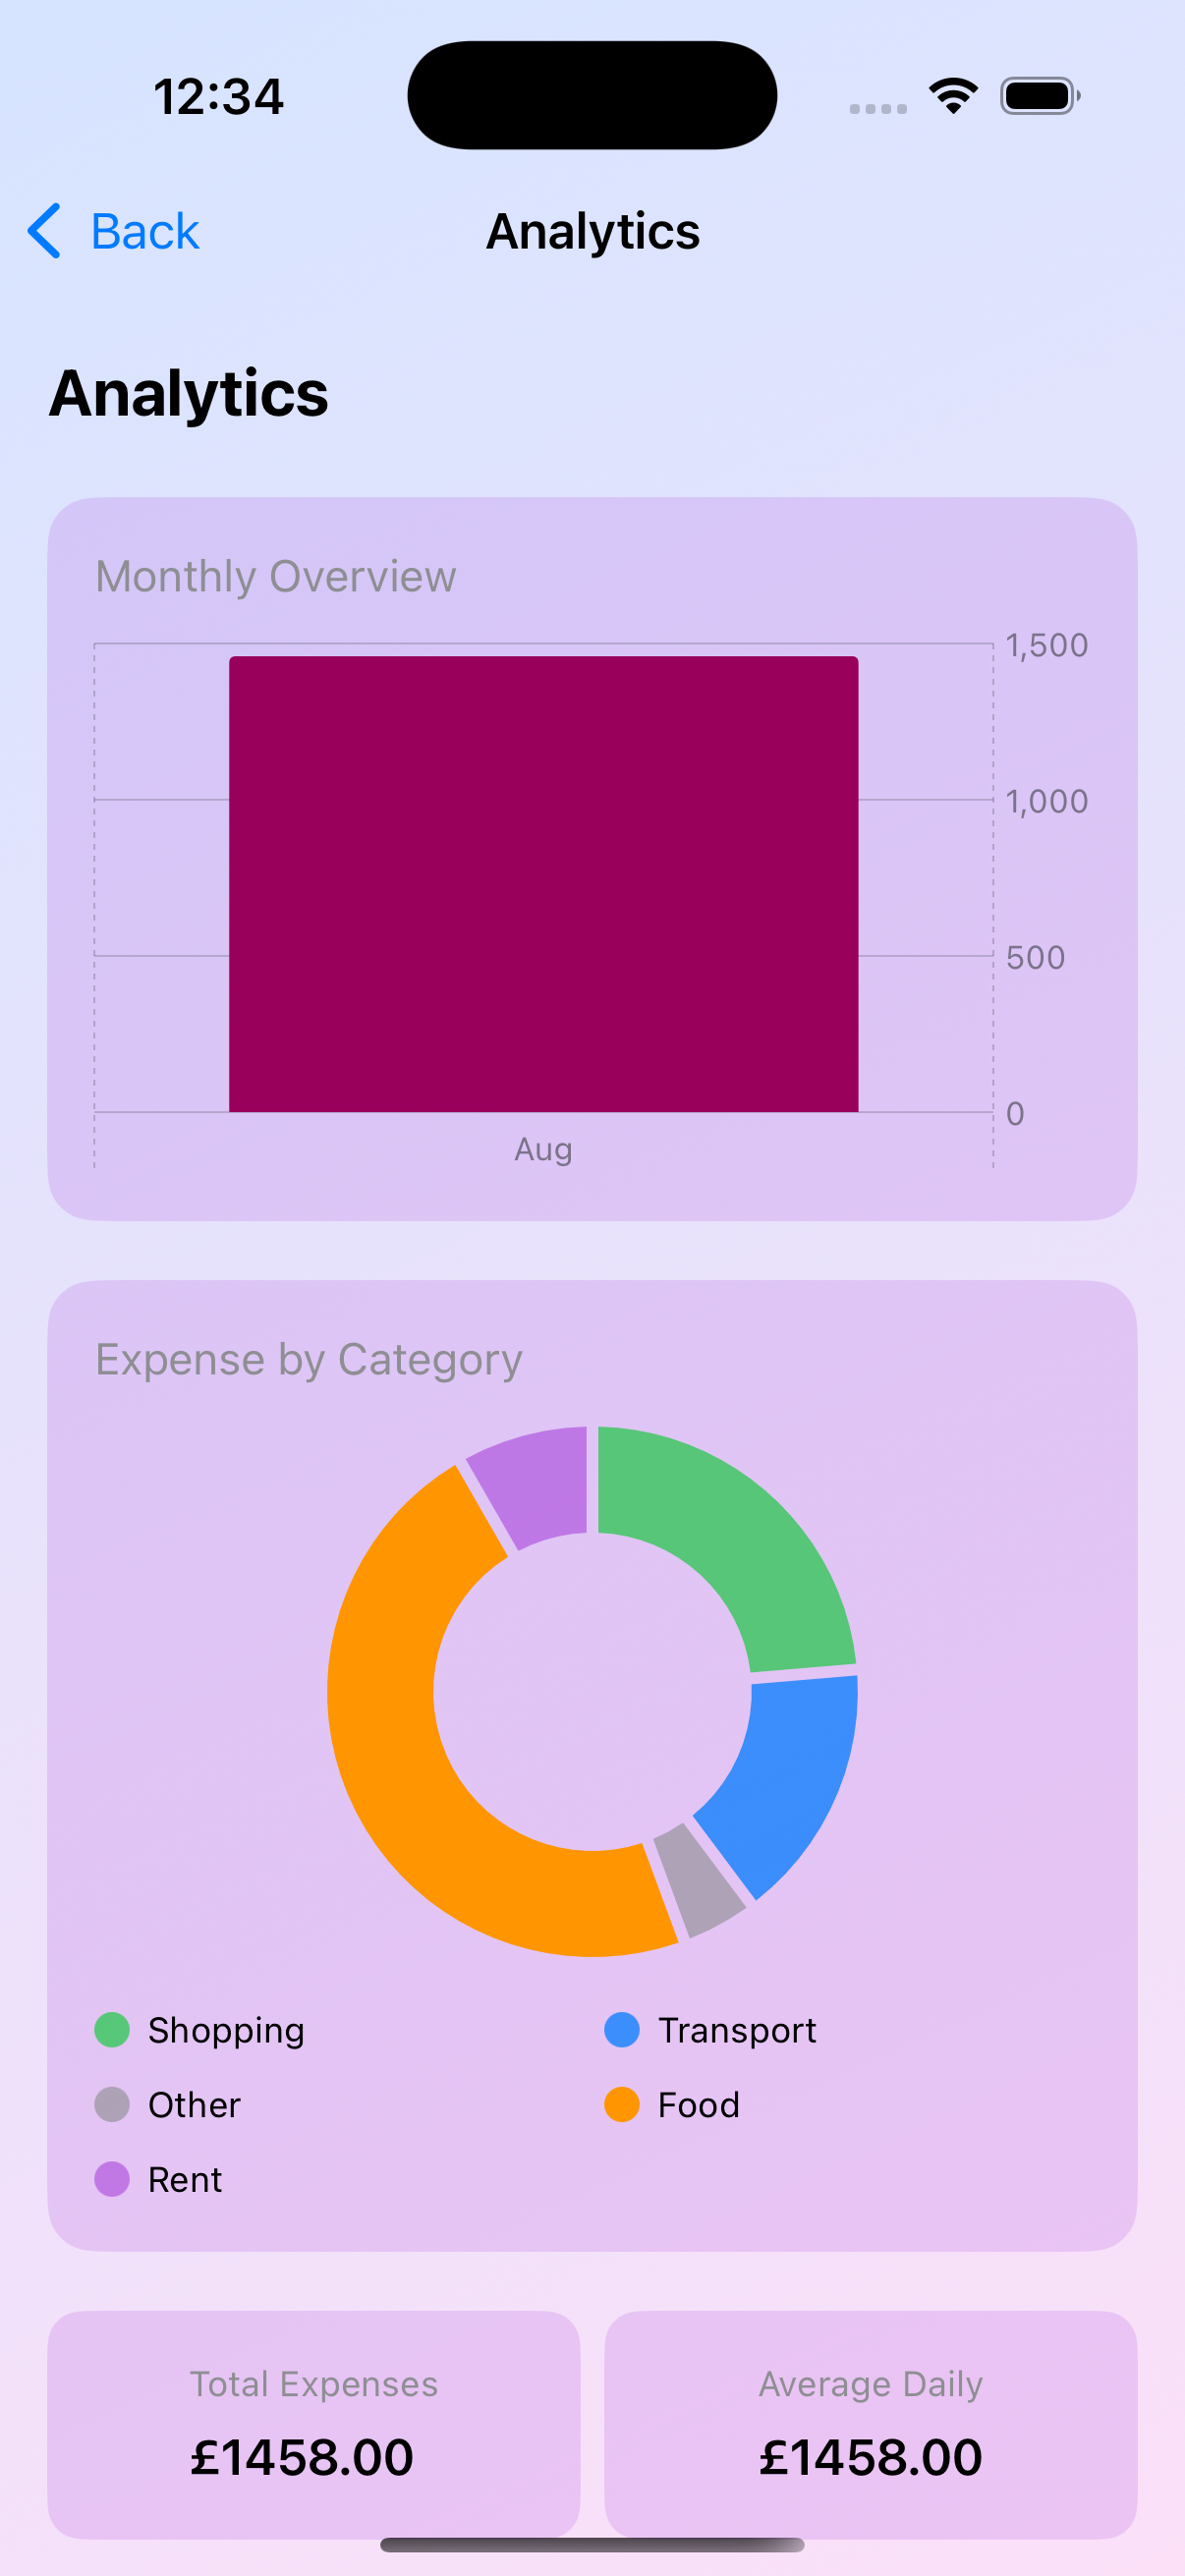 12:34
Back
Analytics
Analytics
Monthly Overview
1,500
1,000
500
0
Aug
Expense by Category
Shopping
Transport
Other
Food
Rent
Total Expenses
£1458.00
Average Daily
£1458.00